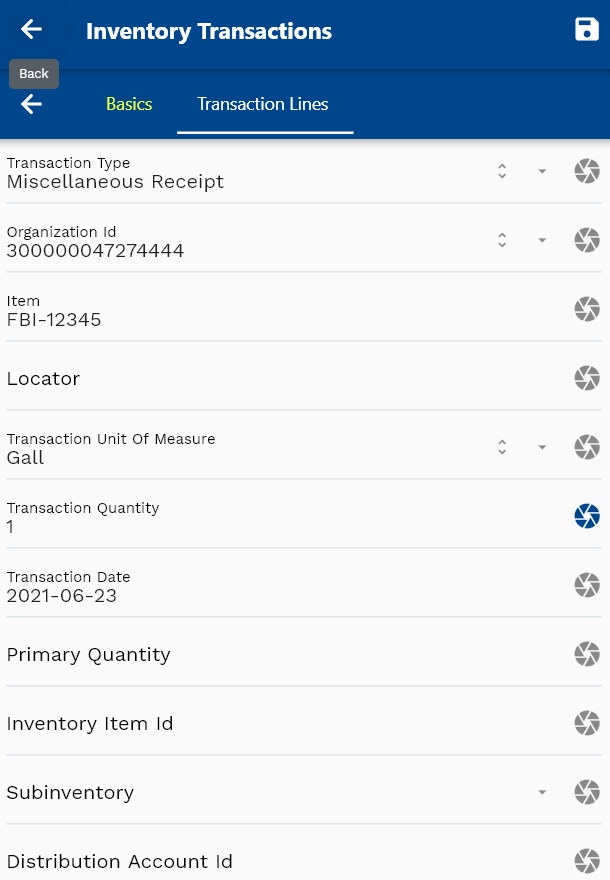 Inventory Transactions
Back
Basics
Transaction Lines
Transaction Type
Miscellaneous Receipt
Organization Id
300000047274444
Item
FBI-12345
Locator
Transaction Unit Of Measure
Gall
Transaction Quantity
1
Transaction Date
2021-06-23
Primary Quantity
Inventory Item Id
Subinventory
Distribution Account Id